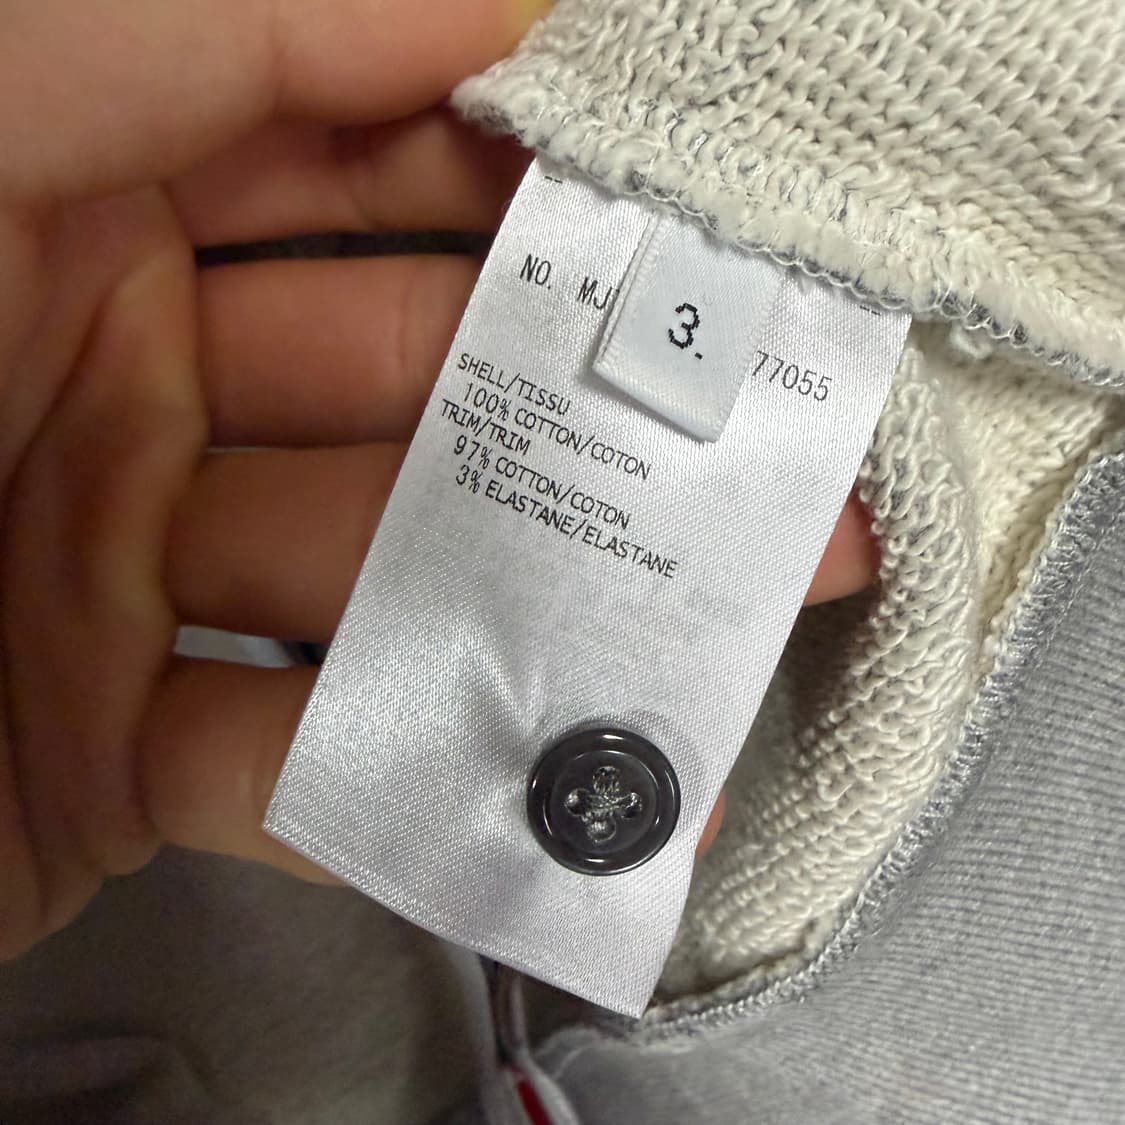 NO. MJ
3.
77055
SHELL/TISSU
100% COTTON/COTON
TRIM/TRIM
97% COTTON/COTON
3% ELASTANE/ELASTANE